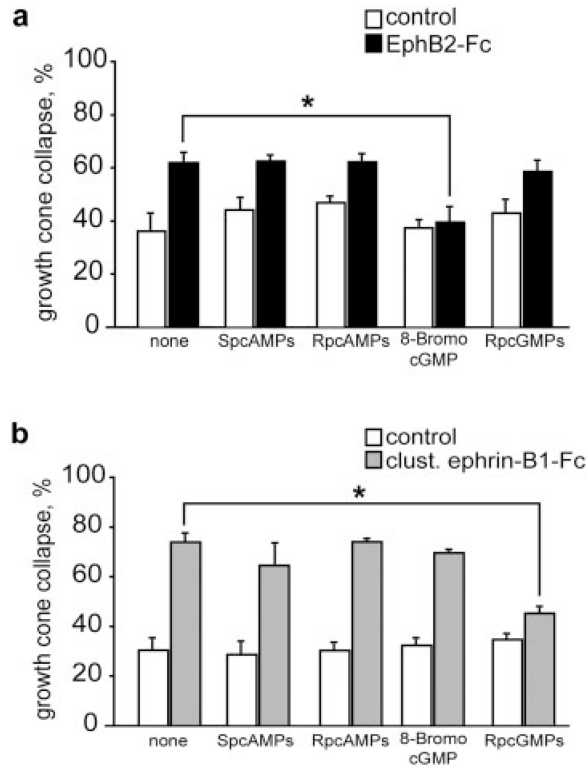 a
control
EphB2-Fc
growth cone collapse, %
100
80
60
40
20
0
*
none SpcAMPs RpcAMPs 8-Bromo cGMP RpcGMPs
b
control
clust. ephrin-B1-Fc
growth cone collapse, %
100
80
60
40
20
0
*
none SpcAMPs RpcAMPs 8-Bromo cGMP RpcGMPs